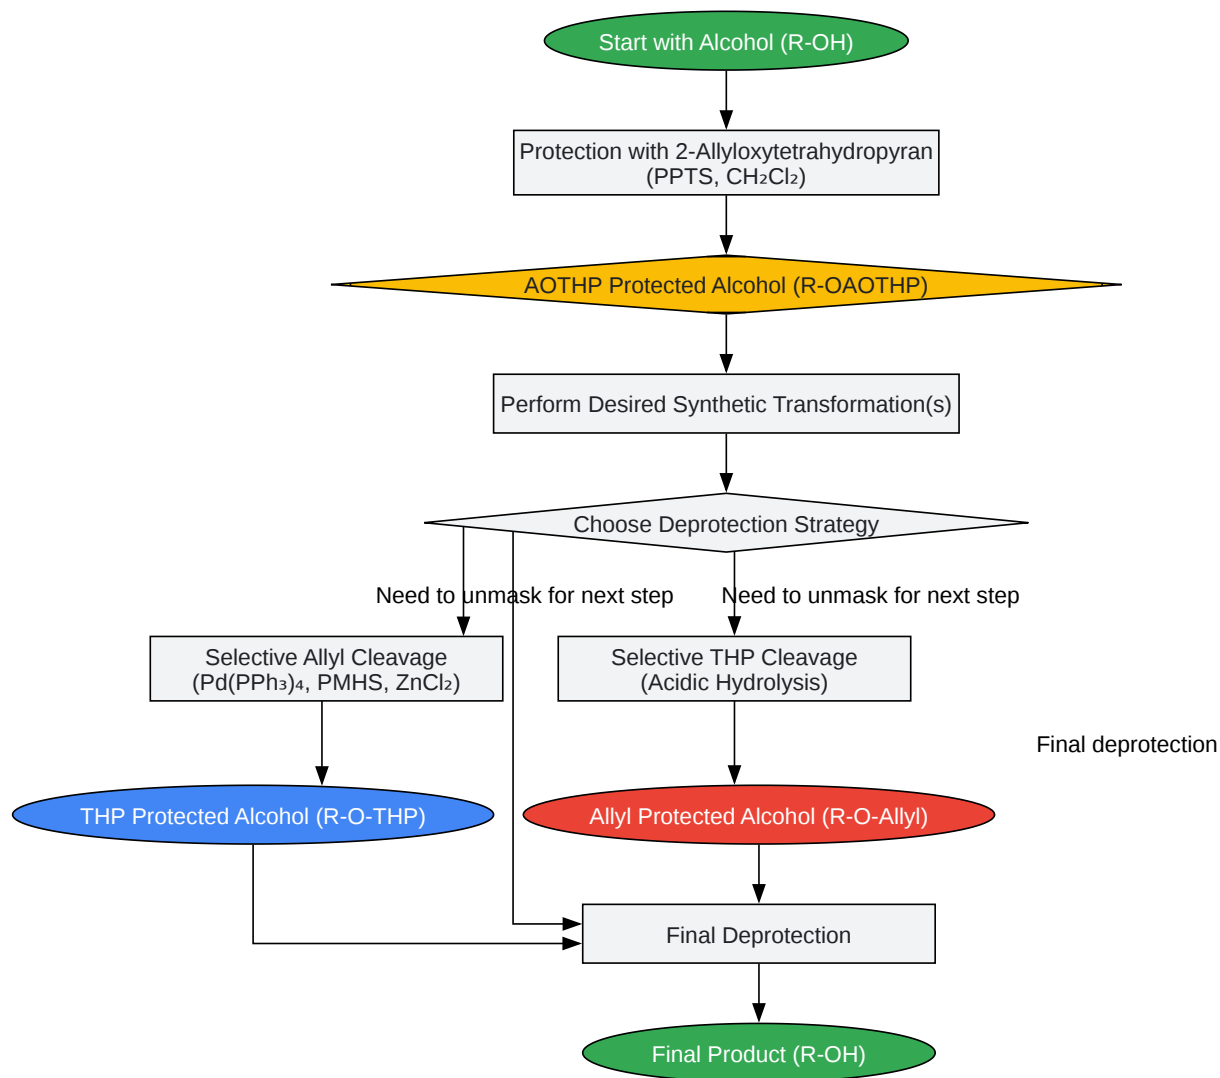 Start with Alcohol (R-OH)
Protection with 2-Allyloxytetrahydropyran
(PPTS, CH₂Cl₂)
AOTHP Protected Alcohol (R-OAOTHP)
Perform Desired Synthetic Transformation(s)
Choose Deprotection Strategy
Need to unmask for next step
Need to unmask for next step
Selective Allyl Cleavage
(Pd(PPh₃)₄, PMHS, ZnCl₂)
Selective THP Cleavage
(Acidic Hydrolysis)
Final deprotection
THP Protected Alcohol (R-O-THP)
Allyl Protected Alcohol (R-O-Allyl)
Final Deprotection
Final Product (R-OH)